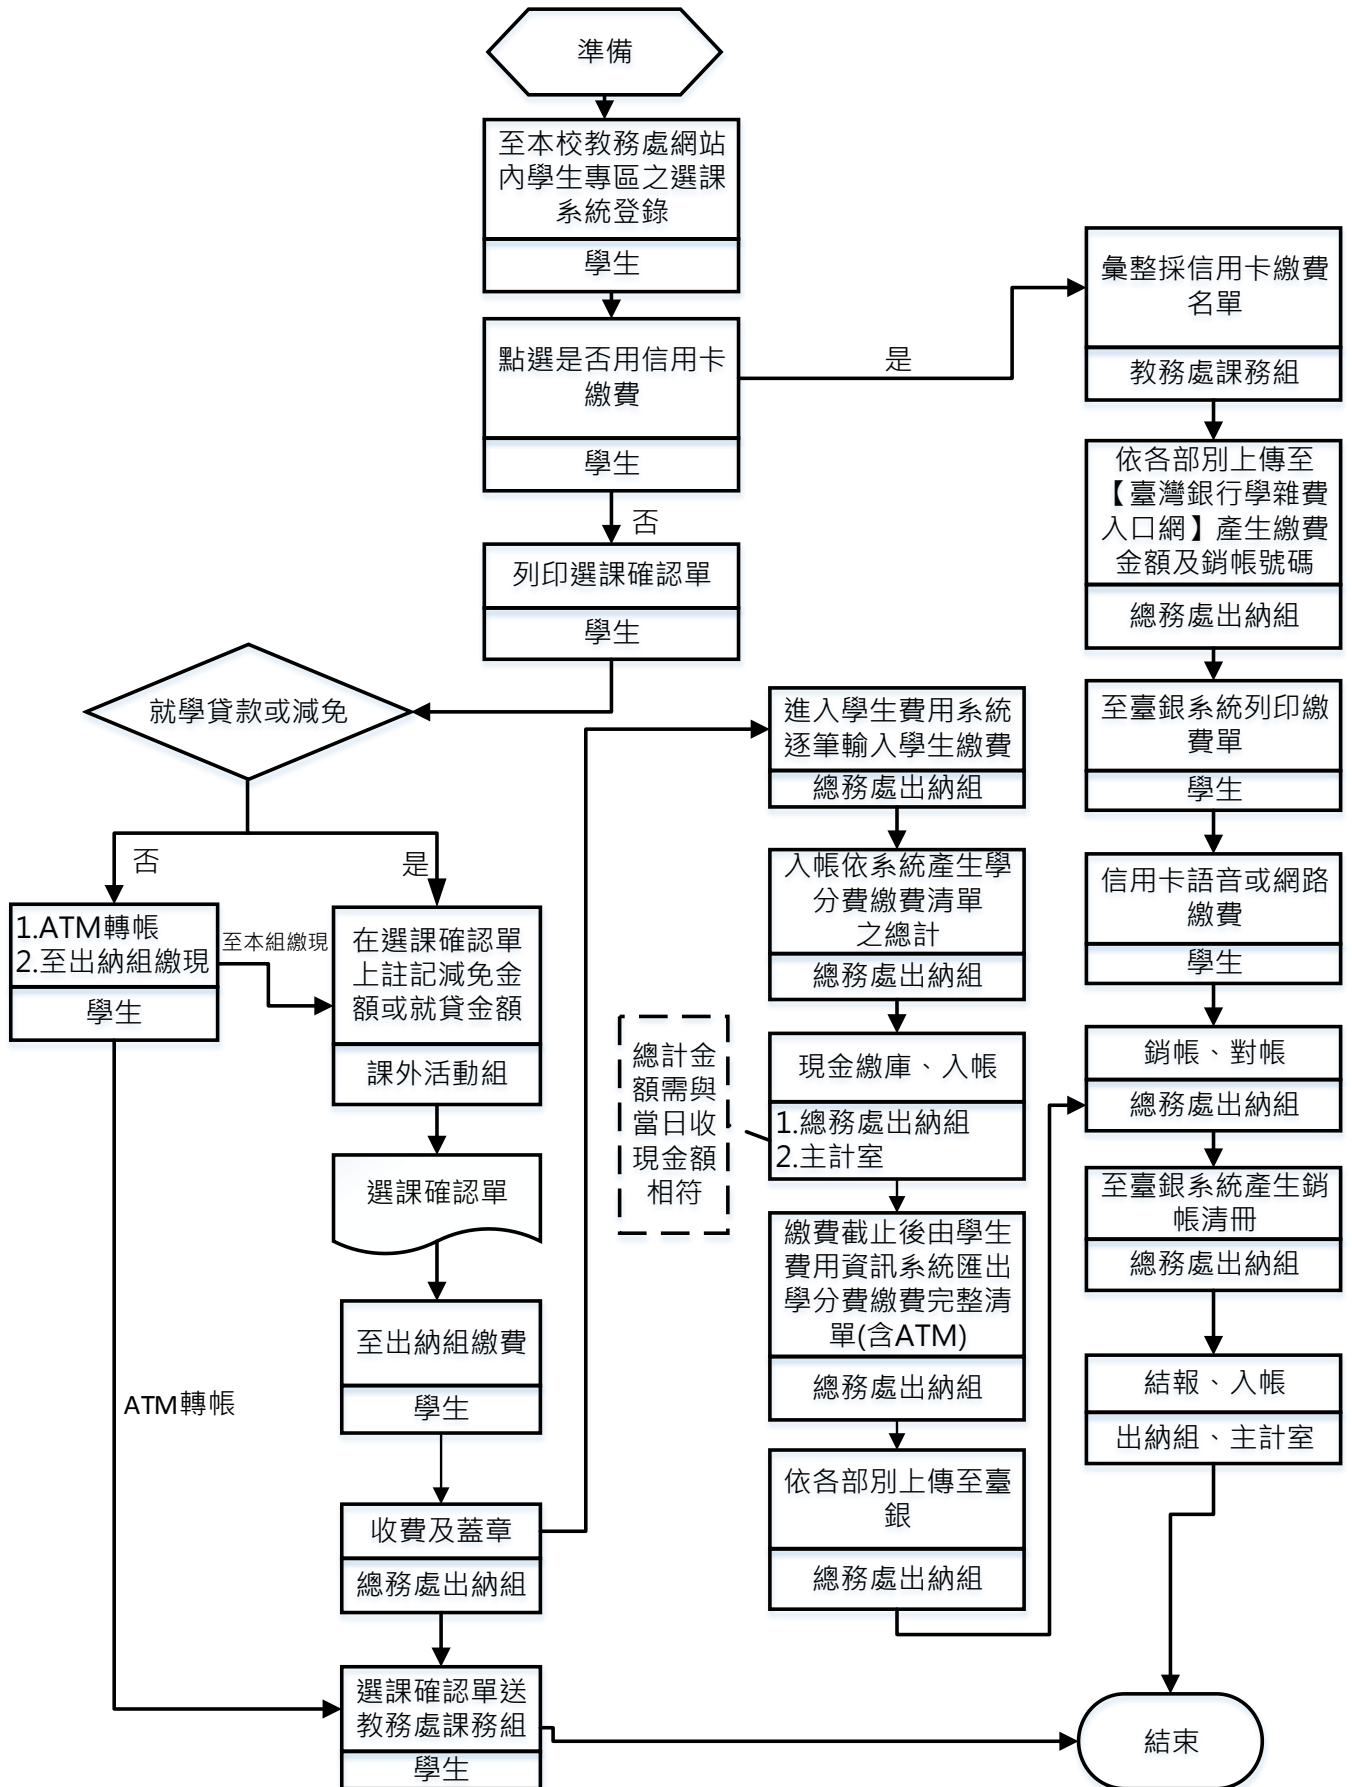 準備
至本校教務處網站
內學生專區之選課
系統登錄
學生
點選是否用信用卡
繳費
學生
是
否
列印選課確認單
學生
就學貸款或減免
否
是
1.ATM轉帳
2.至出納組繳現
學生
至本組繳現
在選課確認單
上註記減免金
額或就貸金額
課外活動組
選課確認單
至出納組繳費
學生
ATM轉帳
收費及蓋章
總務處出納組
選課確認單送
教務處課務組
學生
進入學生費用系統
逐筆輸入學生繳費
總務處出納組
入帳依系統產生學
分費繳費清單
之總計
總務處出納組
總計金
額需與
當日收
現金額
相符
現金繳庫、入帳
1.總務處出納組
2.主計室
繳費截止後由學生
費用資訊系統匯出
學分費繳費完整清
單(含ATM)
總務處出納組
依各部別上傳至臺
銀
總務處出納組
彙整採信用卡繳費
名單
教務處課務組
依各部別上傳至
【臺灣銀行學雜費
入口網】產生繳費
金額及銷帳號碼
總務處出納組
至臺銀系統列印繳
費單
學生
信用卡語音或網路
繳費
學生
銷帳、對帳
總務處出納組
至臺銀系統產生銷
帳清冊
總務處出納組
結報、入帳
出納組、主計室
結束